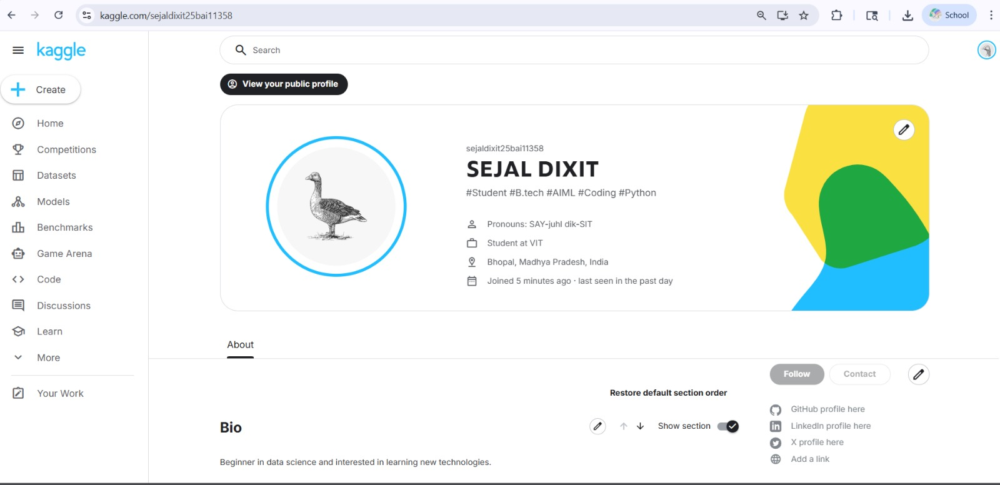 kaggle.com/sejaldixit25bai11358
School
kaggle
Search
View your public profile
Create
Home
Competitions
Datasets
Models
Benchmarks
Game Arena
Code
Discussions
Learn
More
Your Work
sejaldixit25bai11358
SEJAL DIXIT
#Student #B.tech #AIML #Coding #Python
Pronouns: SAY-juhl dik-SIT
Student at VIT
Bhopal, Madhya Pradesh, India
Joined 5 minutes ago · last seen in the past day
About
Follow
Contact
Restore default section order
Bio
Show section
Beginner in data science and interested in learning new technologies.
GitHub profile here
LinkedIn profile here
X profile here
Add a link